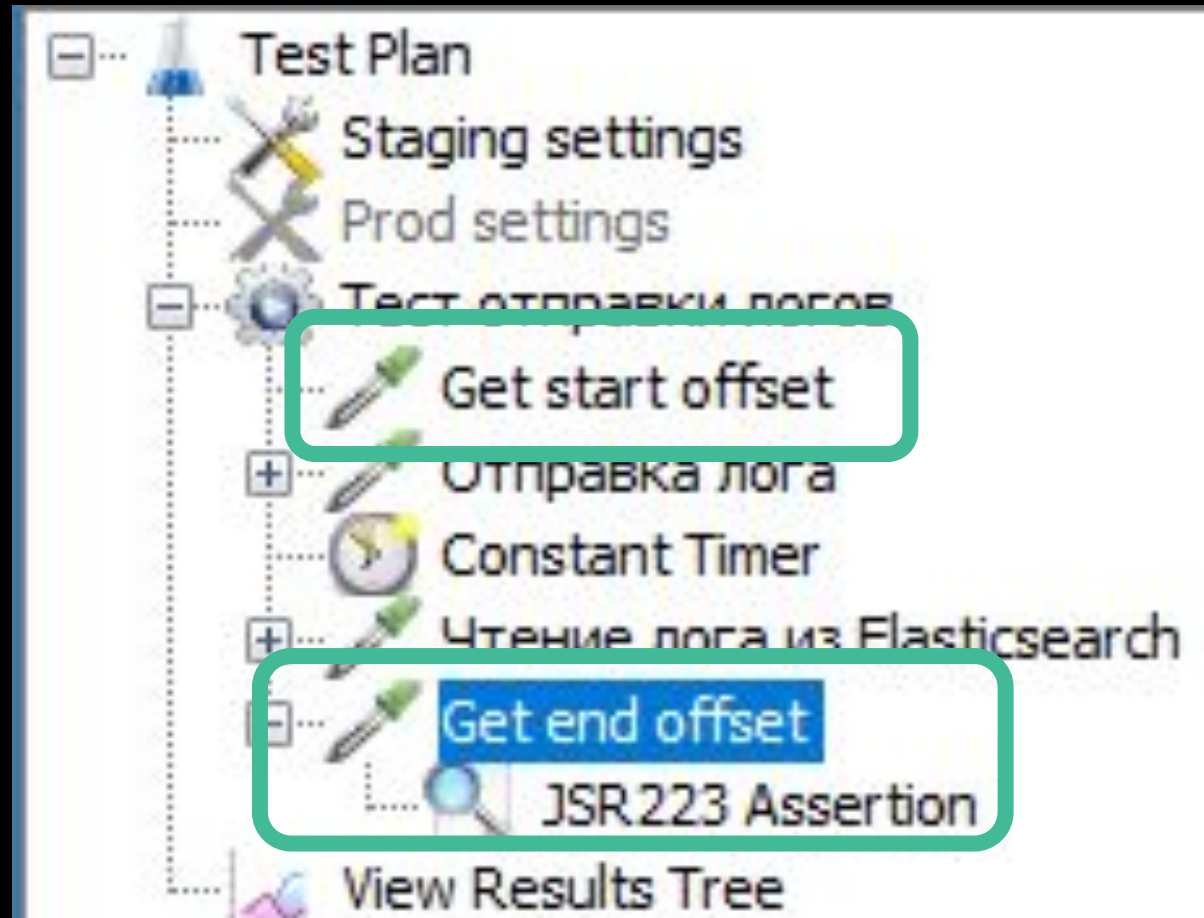 Test Plan
Staging settings
Prod settings
Тест отправки логов
Get start offset
Отправка лога
Constant Timer
Чтение лога из Elasticsearch
Get end offset
JSR223 Assertion
View Results Tree